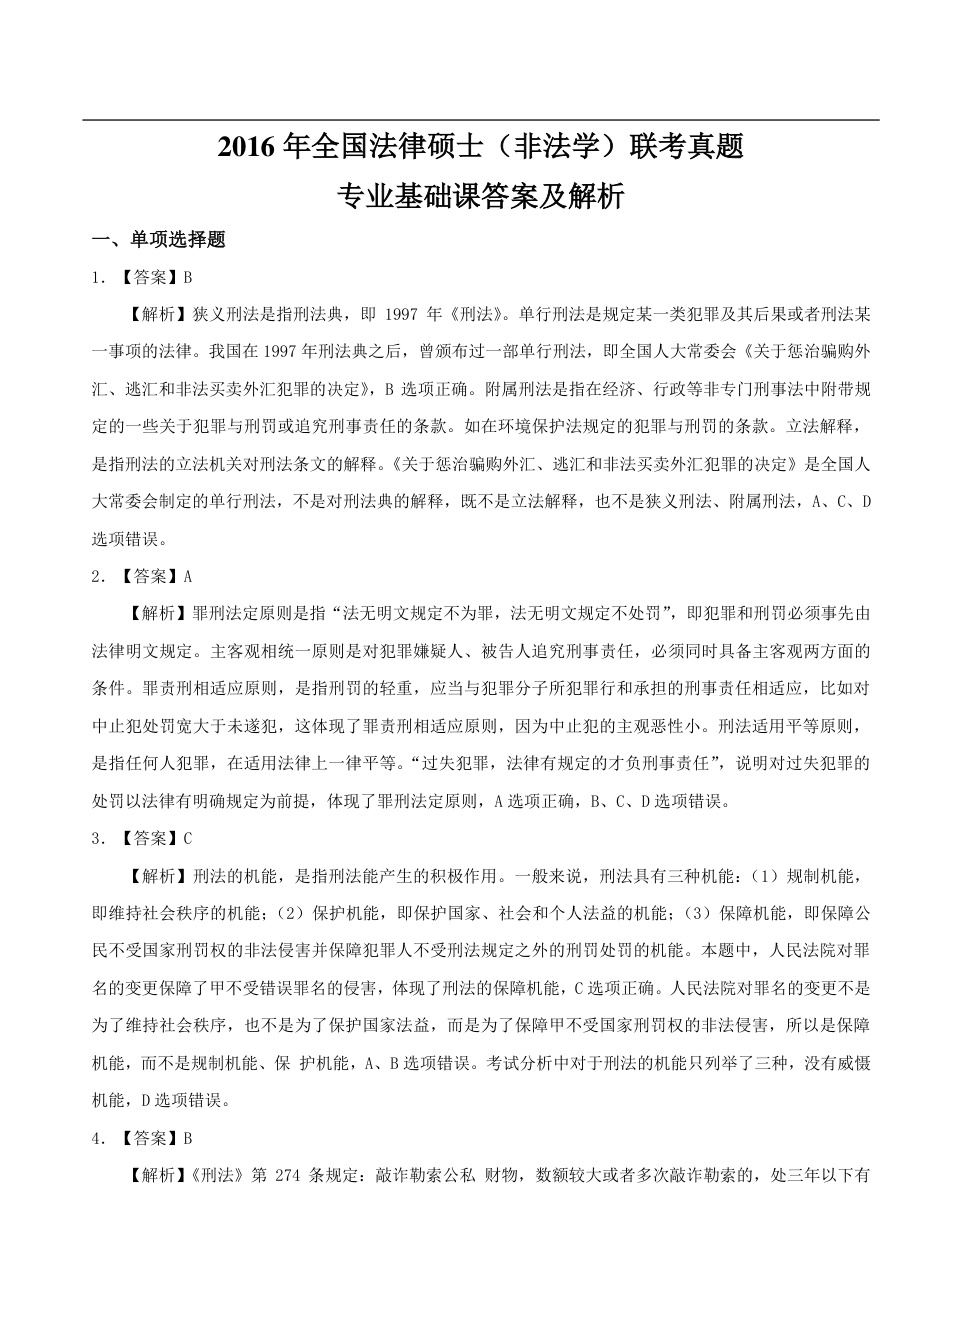 2016 年全国法律硕士（非法学）联考真题
专业基础课答案及解析
一、单项选择题
1. 【答案】B
【解析】狭义刑法是指刑法典，即 1997 年《刑法》。单行刑法是规定某一类犯罪及其后果或者刑法某
一事项的法律。我国在 1997 年刑法典之后，曾颁布过一部单行刑法，即全国人大常委会《关于惩治骗购外
汇、逃汇和非法买卖外汇犯罪的决定》，B 选项正确。附属刑法是指在经济、行政等非专门刑事法中附带规
定的一些关于犯罪与刑罚或追究刑事责任的条款。如在环境保护法规定的犯罪与刑罚的条款。立法解释，
是指刑法的立法机关对刑法条文的解释。《关于惩治骗购外汇、逃汇和非法买卖外汇犯罪的决定》是全国人
大常委会制定的单行刑法，不是对刑法典的解释，既不是立法解释，也不是狭义刑法、附属刑法，A、C、D
选项错误。
2. 【答案】A
【解析】罪刑法定原则是指“法无明文规定不为罪，法无明文规定不处罚”，即犯罪和刑罚必须事先由
法律明文规定。主客观相统一原则是对犯罪嫌疑人、被告人追究刑事责任，必须同时具备主客观两方面的
条件。罪责刑相适应原则，是指刑罚的轻重，应当与犯罪分子所犯罪行和承担的刑事责任相适应，比如对
中止犯处罚宽大于未遂犯，这体现了罪责刑相适应原则，因为中止犯的主观恶性小。刑法适用平等原则，
是指任何人犯罪，在适用法律上一律平等。“过失犯罪，法律有规定的才负刑事责任”，说明对过失犯罪的
处罚以法律有明确规定为前提，体现了罪刑法定原则，A 选项正确，B、C、D 选项错误。
3. 【答案】C
【解析】刑法的机能，是指刑法能产生的积极作用。一般来说，刑法具有三种机能：（1）规制机能，
即维持社会秩序的机能；（2）保护机能，即保护国家、社会和个人法益的机能；（3）保障机能，即保障公
民不受国家刑罚权的非法侵害并保障犯罪人不受刑法规定之外的刑罚处罚的机能。本题中，人民法院对罪
名的变更保障了甲不受错误罪名的侵害，体现了刑法的保障机能，C 选项正确。人民法院对罪名的变更不是
为了维持社会秩序，也不是为了保护国家法益，而是为了保障甲不受国家刑罚权的非法侵害，所以是保障
机能，而不是规制机能、保 护机能，A、B 选项错误。考试分析中对于刑法的机能只列举了三种，没有威慑
机能，D 选项错误。
4. 【答案】B
【解析】《刑法》第 274 条规定：敲诈勒索公私 财物，数额较大或者多次敲诈勒索的，处三年以下有